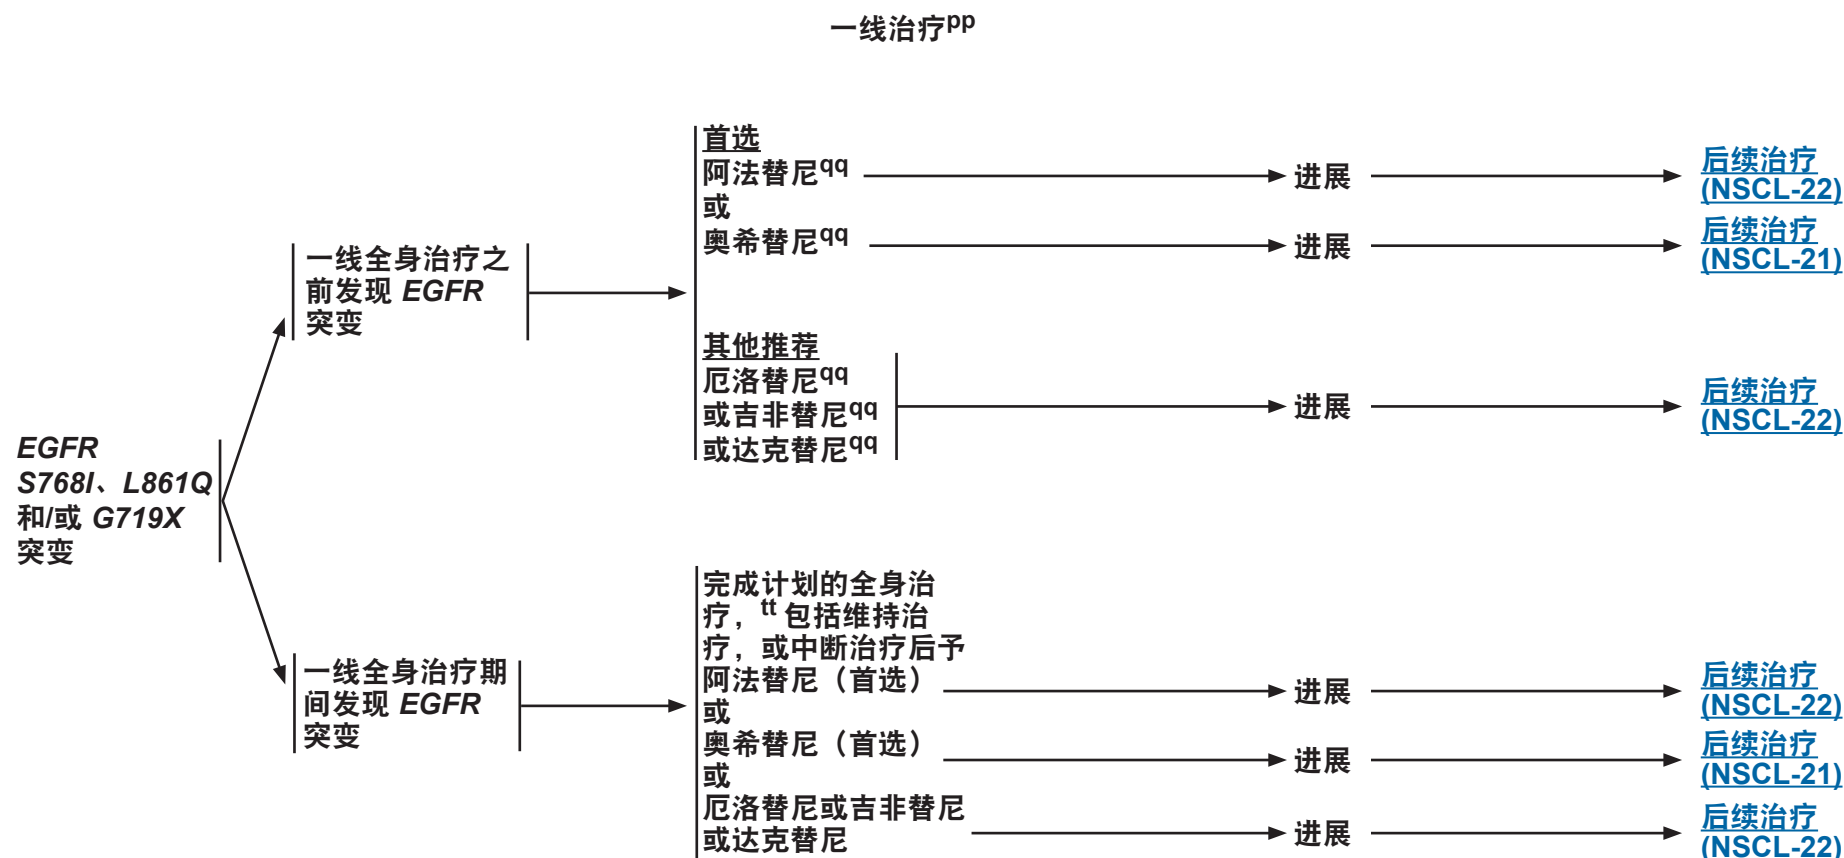 一线治疗pp
首选
阿法替尼qq
或
奥希替尼qq
进展
后续治疗
(NSCL-22)
进展
后续治疗
(NSCL-21)
一线全身治疗之
前发现 EGFR
突变
其他推荐
厄洛替尼qq
或吉非替尼qq
或达克替尼qq
进展
后续治疗
(NSCL-22)
EGFR
S768I、L861Q
和/或 G719X
突变
一线全身治疗期
间发现 EGFR
突变
完成计划的全身治
疗，tt 包括维持治
疗，或中断治疗后予
阿法替尼（首选）
或
奥希替尼（首选）
或
厄洛替尼或吉非替尼
或达克替尼
进展
后续治疗
(NSCL-22)
进展
后续治疗
(NSCL-21)
进展
后续治疗
(NSCL-22)